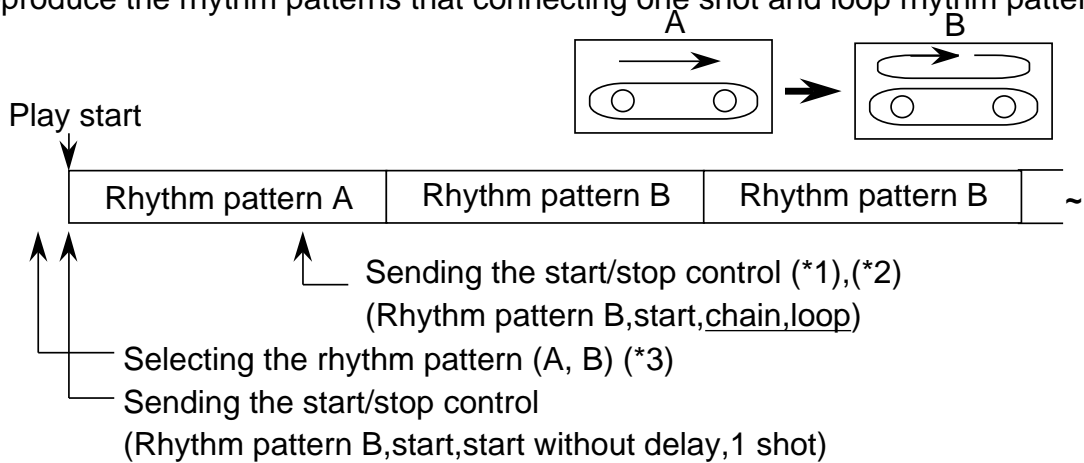 produce the rhythm patterns that connecting one shot and loop rhythm patter
A
B
Play start
Rhythm pattern A
Rhythm pattern B
Rhythm pattern B
~
Sending the start/stop control (*1),(*2)
(Rhythm pattern B,start,chain,loop)
Selecting the rhythm pattern (A, B) (*3)
Sending the start/stop control
(Rhythm pattern B,start,start without delay,1 shot)